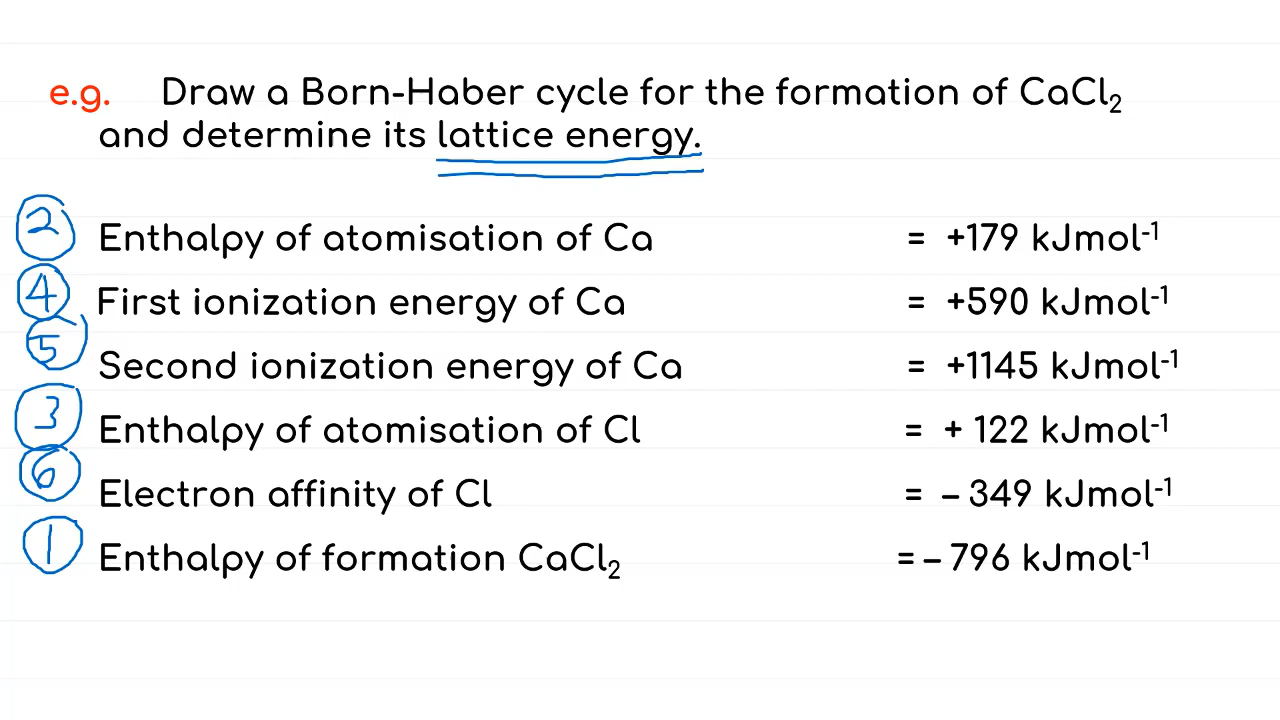 e.g. Draw a Born-Haber cycle for the formation of CaCl₂
and determine its lattice energy.
② Enthalpy of atomisation of Ca = +179 kJmol⁻¹
④ First ionization energy of Ca = +590 kJmol⁻¹
⑤ Second ionization energy of Ca = +1145 kJmol⁻¹
③ Enthalpy of atomisation of Cl = + 122 kJmol⁻¹
⑥ Electron affinity of Cl = – 349 kJmol⁻¹
① Enthalpy of formation CaCl₂ = – 796 kJmol⁻¹